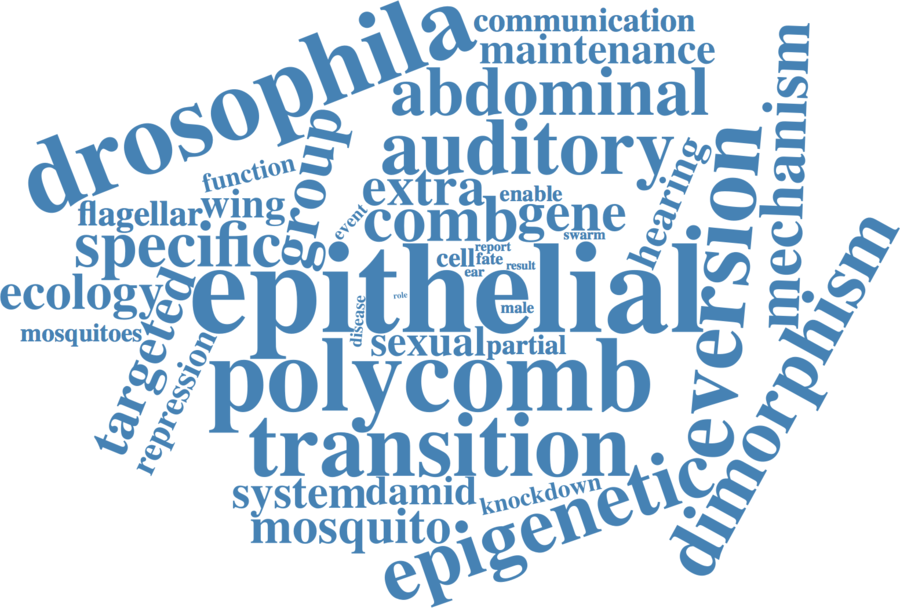 communication
maintenance
drosophila
abdominal
auditory
mechanism
function
group
hearing
eversion
extra
enable
flagellar
wing
event
comb
gene
swarm
specific
report
cell
fate
ear
result
epithelial
ecology
targeted
role
male
disease
mosquitoes
sexual
partial
repression
polycomb
dimorphism
transition
system
damid
knockdown
epigenetic
mosquito